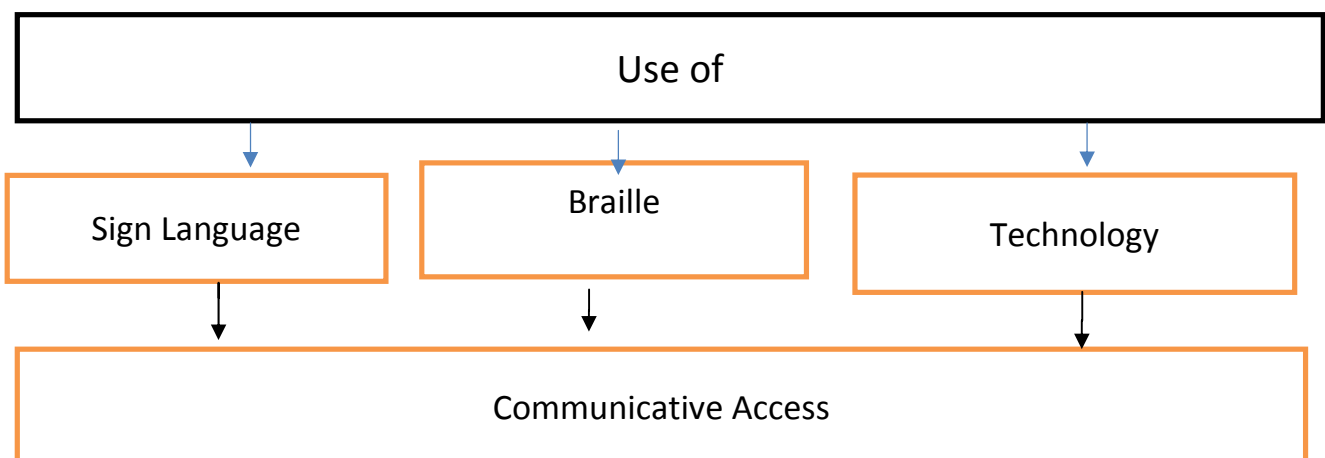 Use of
Sign Language
Braille
Technology
Communicative Access